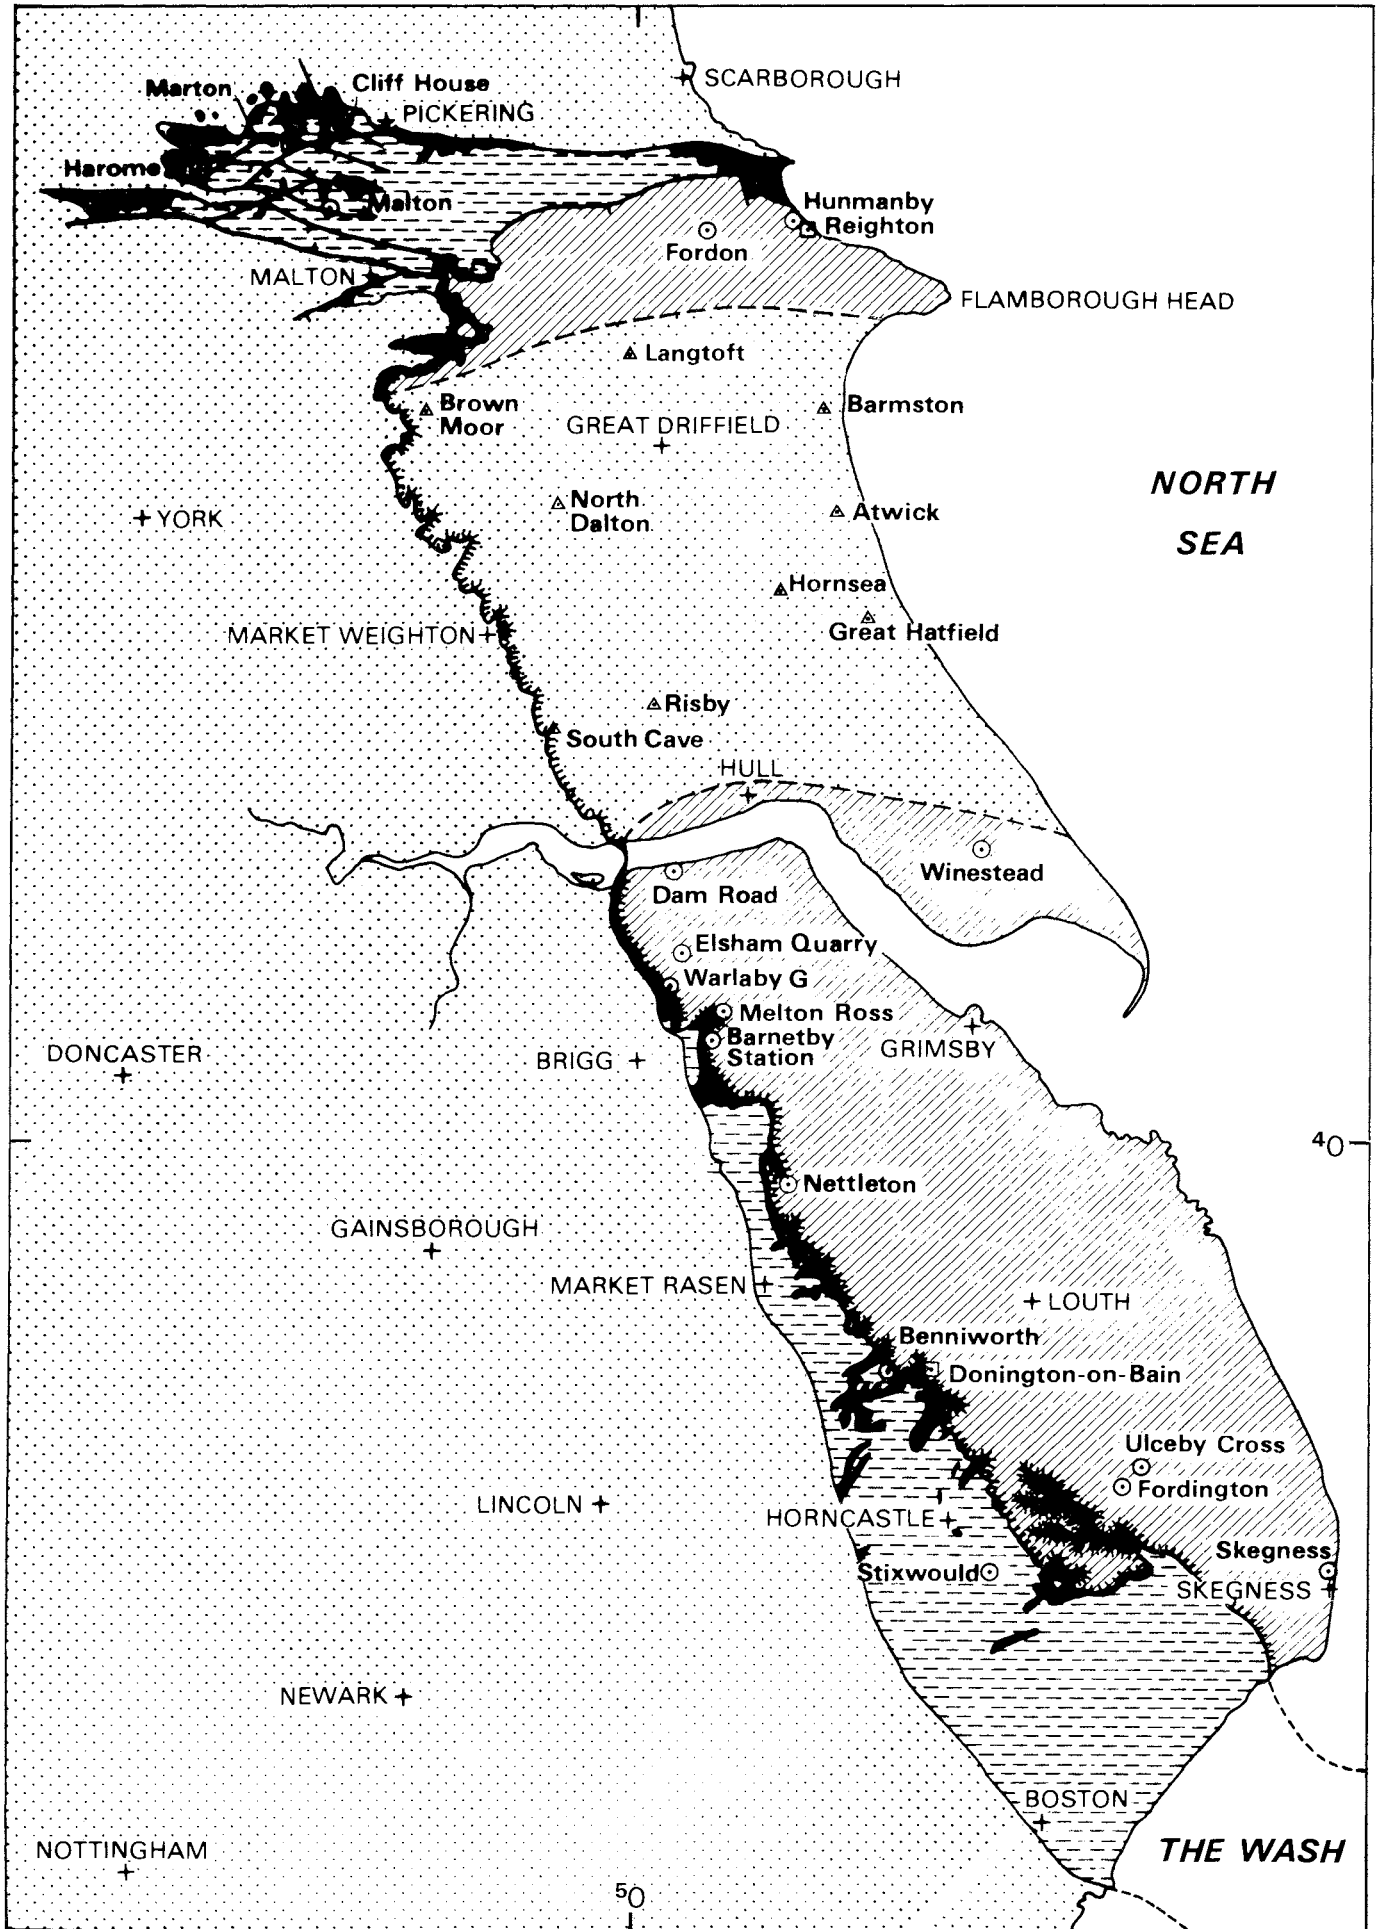 SCARBOROUGH
Marton
Cliff House
PICKERING
Harome
Malton
Hunmanby
Reighton
Fordon
MALTON
FLAMBOROUGH HEAD
Langtoft
Brown
Moor
Barmston
GREAT DRIFFIELD
NORTH
SEA
North
Dalton
YORK
Atwick
Hornsea
Great Hatfield
MARKET WEIGHTON
Risby
South Cave
HULL
Winestead
Dam Road
Elsham Quarry
Warlaby G
Melton Ross
Barnetby
Station
GRIMSBY
DONCASTER
BRIGG
40
Nettleton
GAINSBOROUGH
MARKET RASEN
LOUTH
Benniworth
Donington-on-Bain
Ulceby Cross
Fordington
LINCOLN
HORNCASTLE
Skegness
Stixwould
SKEGNESS
NEWARK
BOSTON
NOTTINGHAM
THE WASH
50